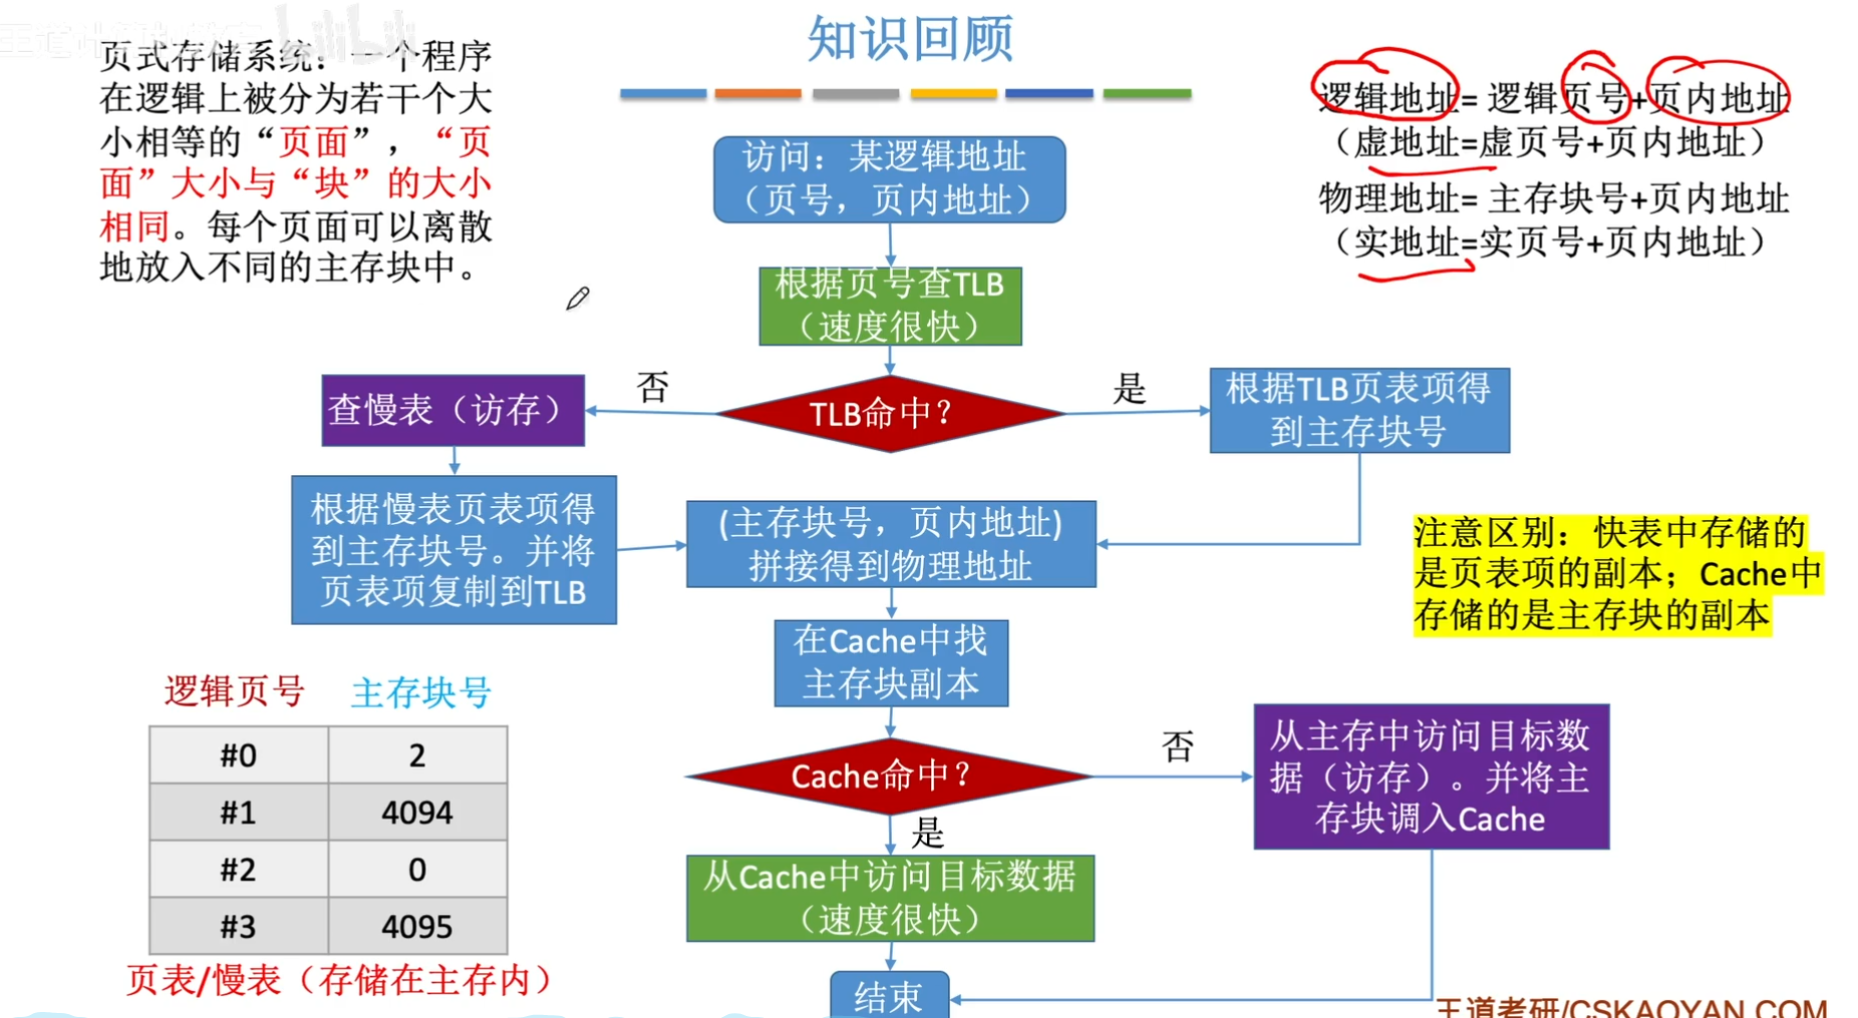 知识回顾
页式存储系统：一个程序
在逻辑上被分为若干个大
小相等的“页面”，“页
面”大小与“块”的大小
相同。每个页面可以离散
地放入不同的主存块中。
逻辑地址= 逻辑页号+页内地址
（虚地址=虚页号+页内地址）
物理地址= 主存块号+页内地址
（实地址=实页号+页内地址）
访问：某逻辑地址
（页号，页内地址）
根据页号查TLB
（速度很快）
TLB命中？
否
是
查慢表（访存）
根据TLB页表项得
到主存块号
根据慢表页表项得
到主存块号。并将
页表项复制到TLB
(主存块号，页内地址)
拼接得到物理地址
注意区别：快表中存储的
是页表项的副本；Cache中
存储的是主存块的副本
在Cache中找
主存块副本
Cache命中？
否
是
从主存中访问目标数
据（访存）。并将主
存块调入Cache
从Cache中访问目标数据
（速度很快）
结束
逻辑页号 主存块号
#0 2
#1 4094
#2 0
#3 4095
页表/慢表（存储在主存内）
王道考研/CSKAOYAN.COM
bilibili